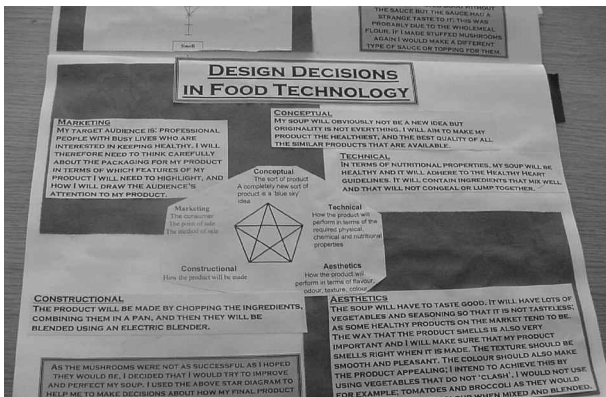 THE SAUCE BUT THE SAUCE HAD A
STRANGE TASTE TO IT; THIS WAS
PROBABLY DUE TO THE WHOLEMEAL
FLOUR. IF I MADE STUFFED MUSHROOMS
AGAIN I WOULD MAKE A DIFFERENT
TYPE OF SAUCE OR TOPPING FOR THEM.
Smell
DESIGN DECISIONS
IN FOOD TECHNOLOGY
MARKETING
MY TARGET AUDIENCE IS: PROFESSIONAL
PEOPLE WITH BUSY LIVES WHO ARE
INTERESTED IN KEEPING HEALTHY. I WILL
THEREFORE NEED TO THINK CAREFULLY
ABOUT THE PACKAGING FOR MY PRODUCT
IN TERMS OF WHICH FEATURES OF MY
PRODUCT I WILL NEED TO HIGHLIGHT, AND
HOW I WILL DRAW THE AUDIENCE'S
ATTENTION TO MY PRODUCT.
CONCEPTUAL
MY SOUP WILL OBVIOUSLY NOT BE A NEW IDEA BUT
ORIGINALITY IS NOT EVERYTHING. I WILL AIM TO MAKE MY
PRODUCT THE HEALTHIEST, AND THE BEST QUALITY OF ALL
THE SIMILAR PRODUCTS THAT ARE AVAILABLE.
TECHNICAL
IN TERMS OF NUTRITIONAL PROPERTIES, MY SOUP WILL BE
HEALTHY AND IT WILL ADHERE TO THE HEALTHY HEART
GUIDELINES. IT WILL CONTAIN INGREDIENTS THAT MIX WELL
AND THAT WILL NOT CONGEAL OR LUMP TOGETHER.
Conceptual
The sort of product
A completely new sort of
product is a 'blue sky'
idea
Marketing
The consumer
The point of sale
The method of sale
Technical
How the product will
perform in terms of the
required physical,
chemical and nutritional
properties
Constructional
How the product will be made
Aesthetics
How the product will
perform in terms of flavour,
odour, texture, colour
CONSTRUCTIONAL
THE PRODUCT WILL BE MADE BY CHOPPING THE INGREDIENTS,
COMBINING THEM IN A PAN, AND THEN THEY WILL BE
BLENDED USING AN ELECTRIC BLENDER.
AESTHETICS
THE SOUP WILL HAVE TO TASTE GOOD: IT WILL HAVE LOTS OF
VEGETABLES AND SEASONING SO THAT IT IS NOT TASTELESS,
AS SOME HEALTHY PRODUCTS ON THE MARKET TEND TO BE.
THE WAY THAT THE PRODUCT SMELLS IS ALSO VERY
IMPORTANT AND I WILL MAKE SURE THAT MY PRODUCT
SMELLS RIGHT WHEN IT IS MADE. THE TEXTURE SHOULD BE
SMOOTH AND PLEASANT. THE COLOUR SHOULD ALSO MAKE
THE PRODUCT APPEALING; I INTEND TO ACHIEVE THIS BY
USING VEGETABLES THAT DO NOT 'CLASH'. I WOULD NOT USE
FOR EXAMPLE; TOMATOES AND BROCCOLI AS THEY WOULD
WHEN MIXED AND BLENDED.
AS THE MUSHROOMS WERE NOT AS SUCCESSFUL AS I HOPED
THEY WOULD BE, I DECIDED THAT I WOULD TRY TO IMPROVE
AND PERFECT MY SOUP. I USED THE ABOVE STAR DIAGRAM TO
HELP ME TO MAKE DECISIONS ABOUT HOW MY FINAL PRODUCT